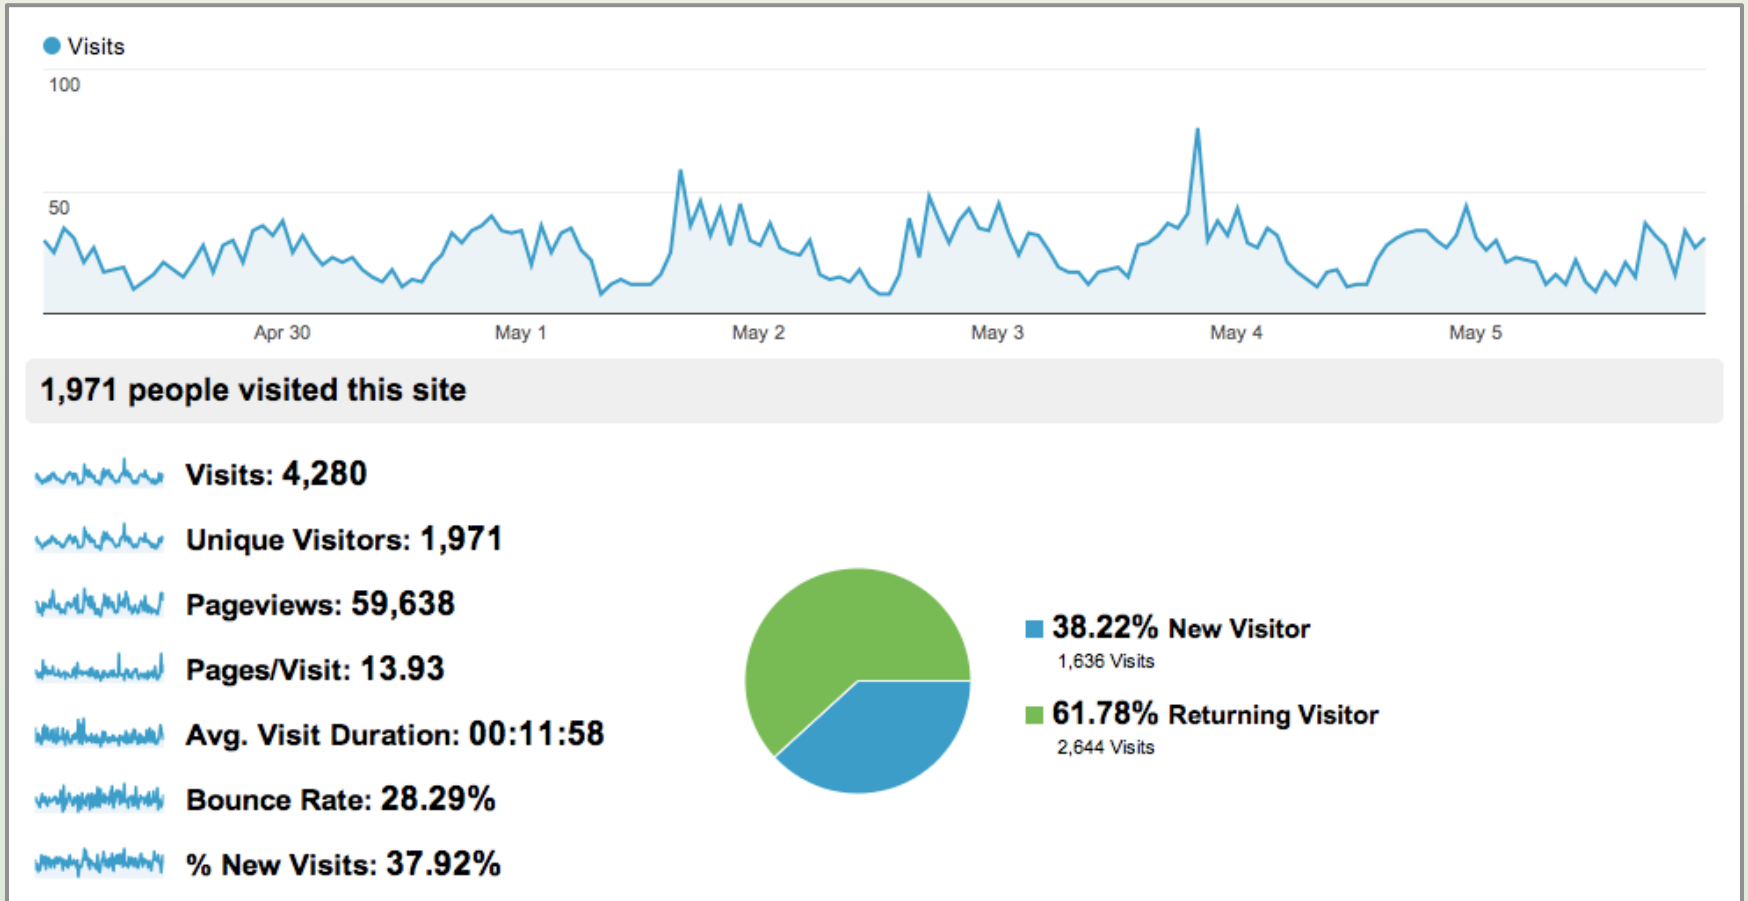 Visits
100
50
Apr 30 May 1 May 2 May 3 May 4 May 5
1,971 people visited this site
Visits: 4,280
Unique Visitors: 1,971
Pageviews: 59,638
Pages/Visit: 13.93
Avg. Visit Duration: 00:11:58
Bounce Rate: 28.29%
% New Visits: 37.92%
38.22% New Visitor
1,636 Visits
61.78% Returning Visitor
2,644 Visits